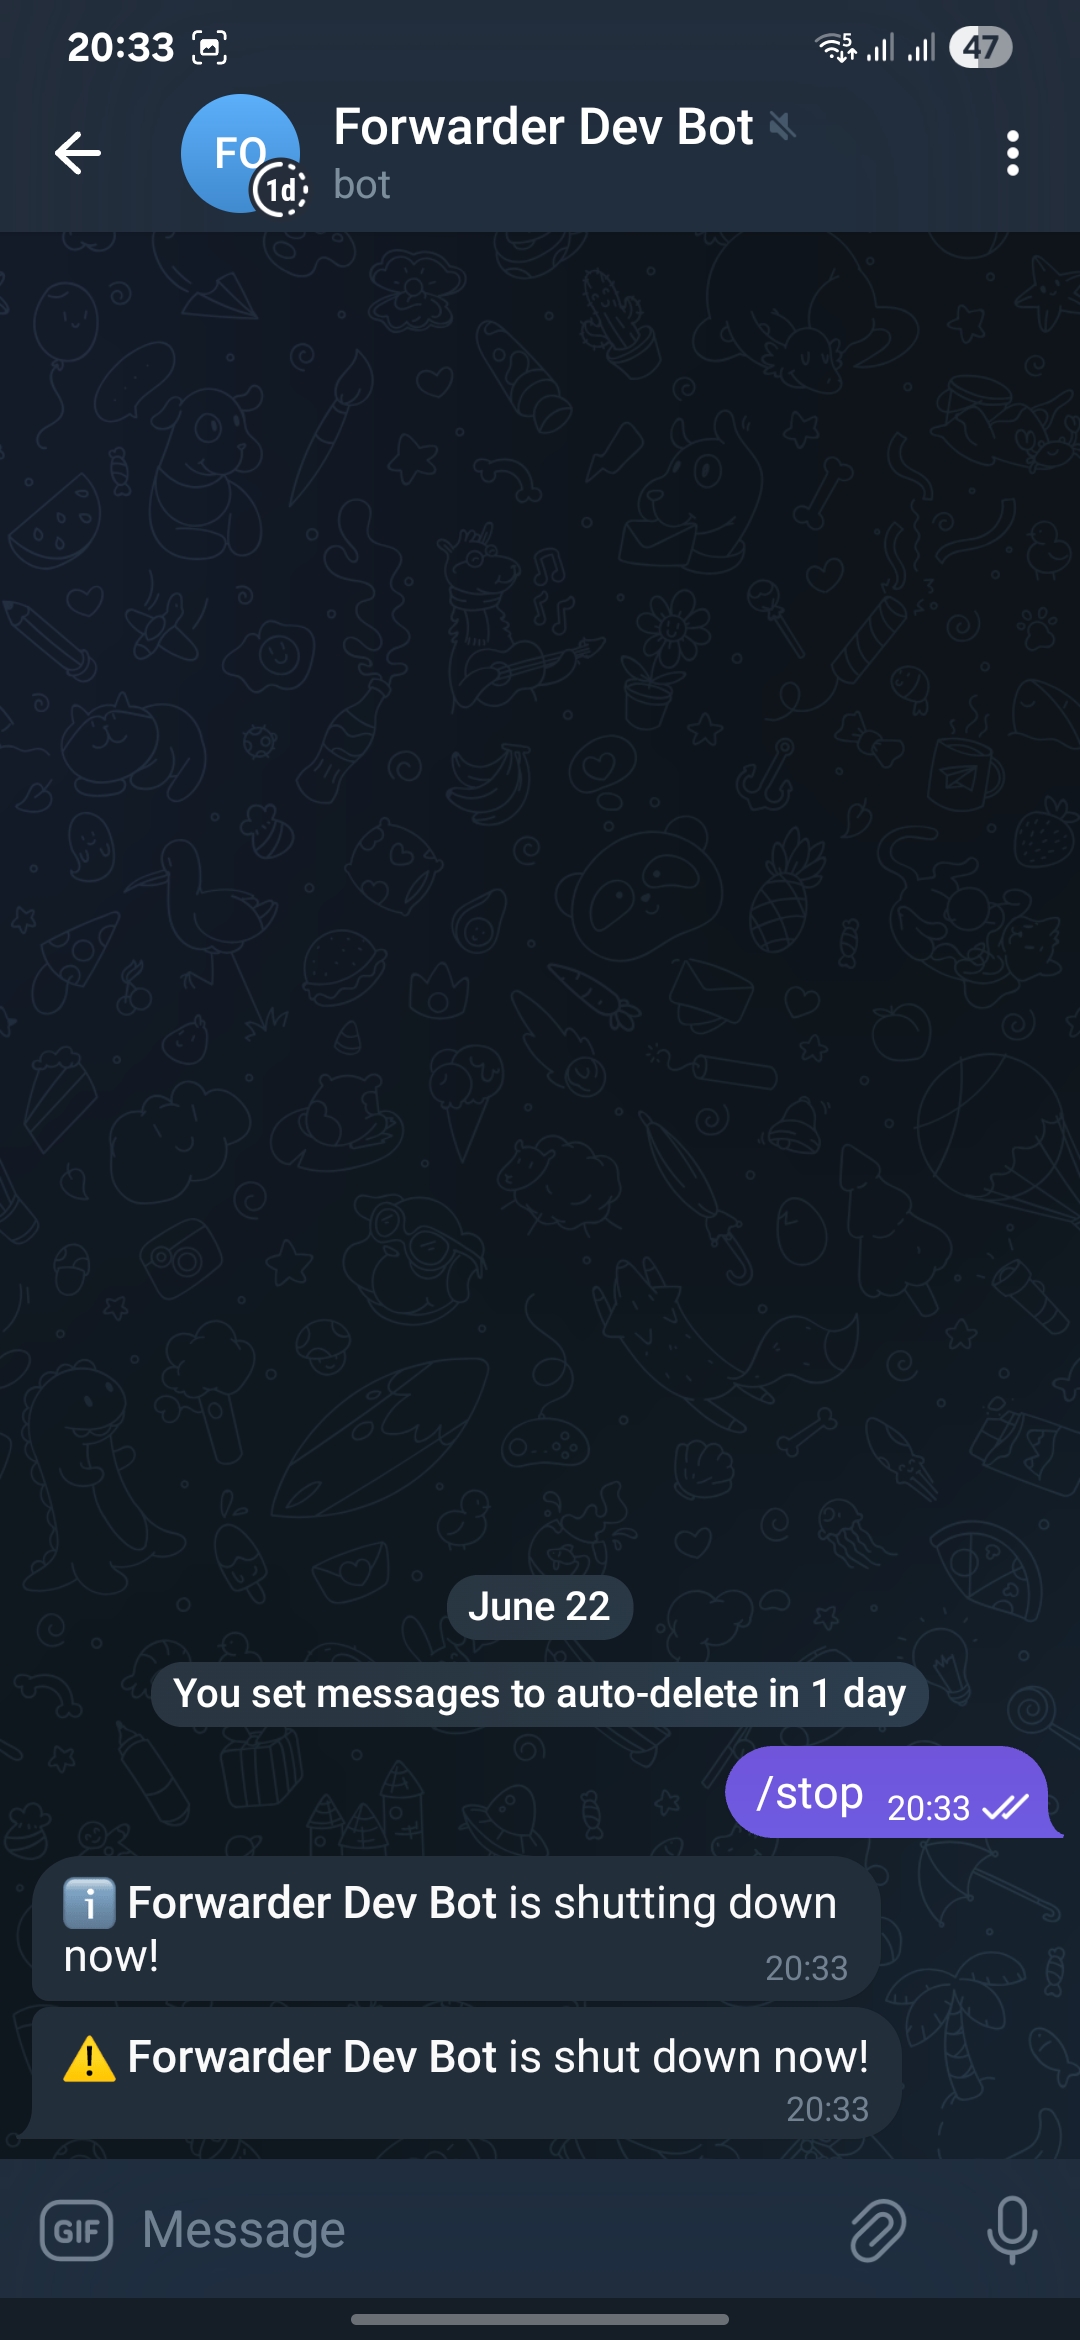 20:33
5
47
FO
1d
Forwarder Dev Bot
bot
June 22
You set messages to auto-delete in 1 day
/stop 20:33
ℹ️ Forwarder Dev Bot is shutting down
now! 20:33
⚠️ Forwarder Dev Bot is shut down now!
20:33
GIF Message